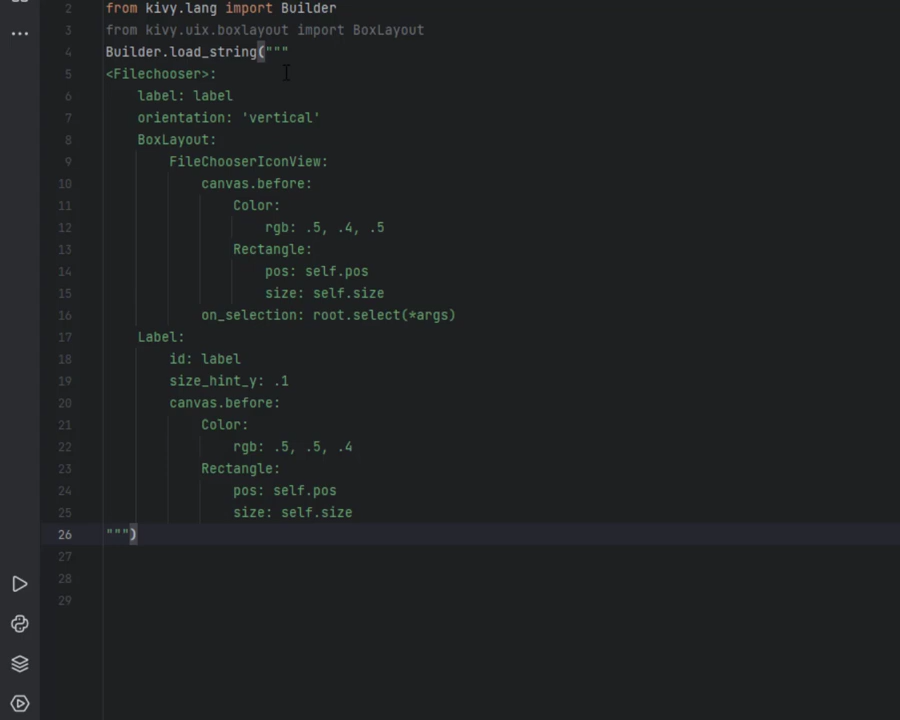 2 from kivy.lang import Builder
3 from kivy.uix.boxlayout import BoxLayout
4 Builder.load_string("""
5 <Filechooser>:
6     label: label
7     orientation: 'vertical'
8     BoxLayout:
9         FileChooserIconView:
10             canvas.before:
11                 Color:
12                     rgb: .5, .4, .5
13                 Rectangle:
14                     pos: self.pos
15                     size: self.size
16             on_selection: root.select(*args)
17     Label:
18         id: label
19         size_hint_y: .1
20         canvas.before:
21             Color:
22                 rgb: .5, .5, .4
23             Rectangle:
24                 pos: self.pos
25                 size: self.size
26 """)
27
28
29